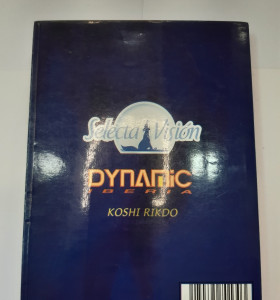 Selecta Visión
DYNAMIC
IBERIA
KOSHI RIKDO